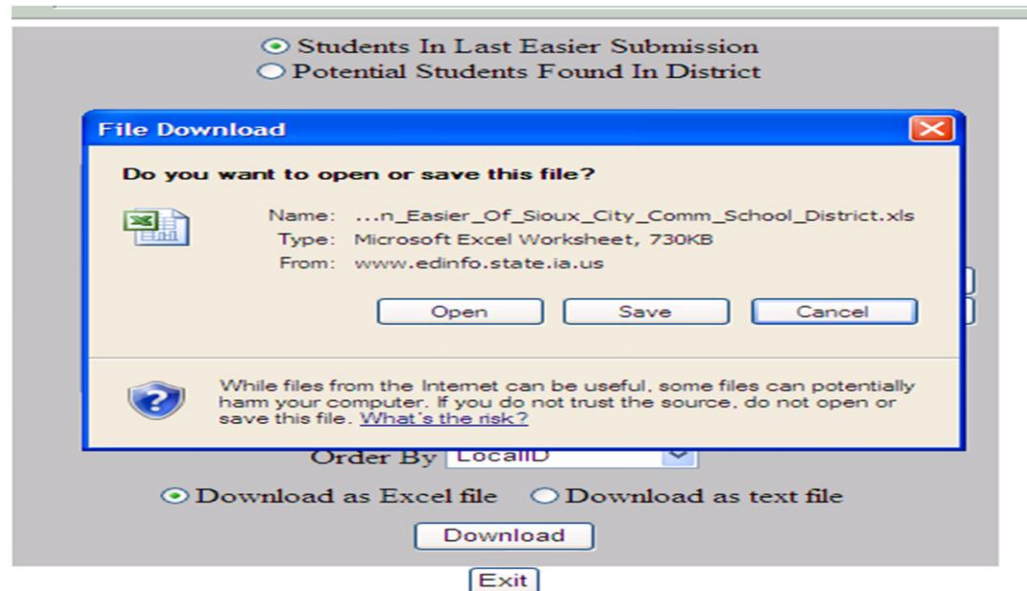 Students In Last Easier Submission
Potential Students Found In District
File Download
Do you want to open or save this file?
Name: ...n_Easier_Of_Sioux_City_Comm_School_District.xls
Type: Microsoft Excel Worksheet, 730KB
From: www.edinfo.state.ia.us
Open Save Cancel
While files from the Internet can be useful, some files can potentially
harm your computer. If you do not trust the source, do not open or
save this file. What's the risk?
Order By LocalID
Download as Excel file Download as text file
Download
Exit